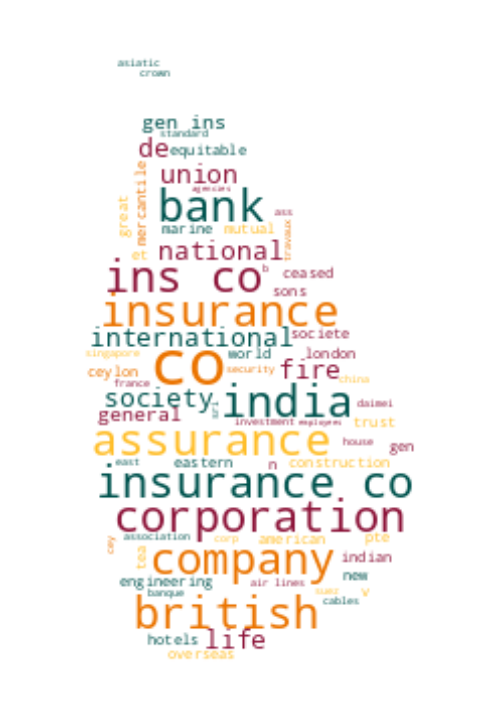 asiatic
crown
gen ins
standard
de equitable
mercantile
union
agencies
great
bank
ass
marine mutual
travaux
national
et
b
ins co ceased
sons
insurance
international societe
singapore world london
co
ceylon security fire
france china
society india daimei
general investment employees trust
assurance house gen
east eastern n construction
insurance co
corporation
association corp american pte
cey
tea company indian
new
engineering air lines
banque suez v
cables
british
hotels life
overseas